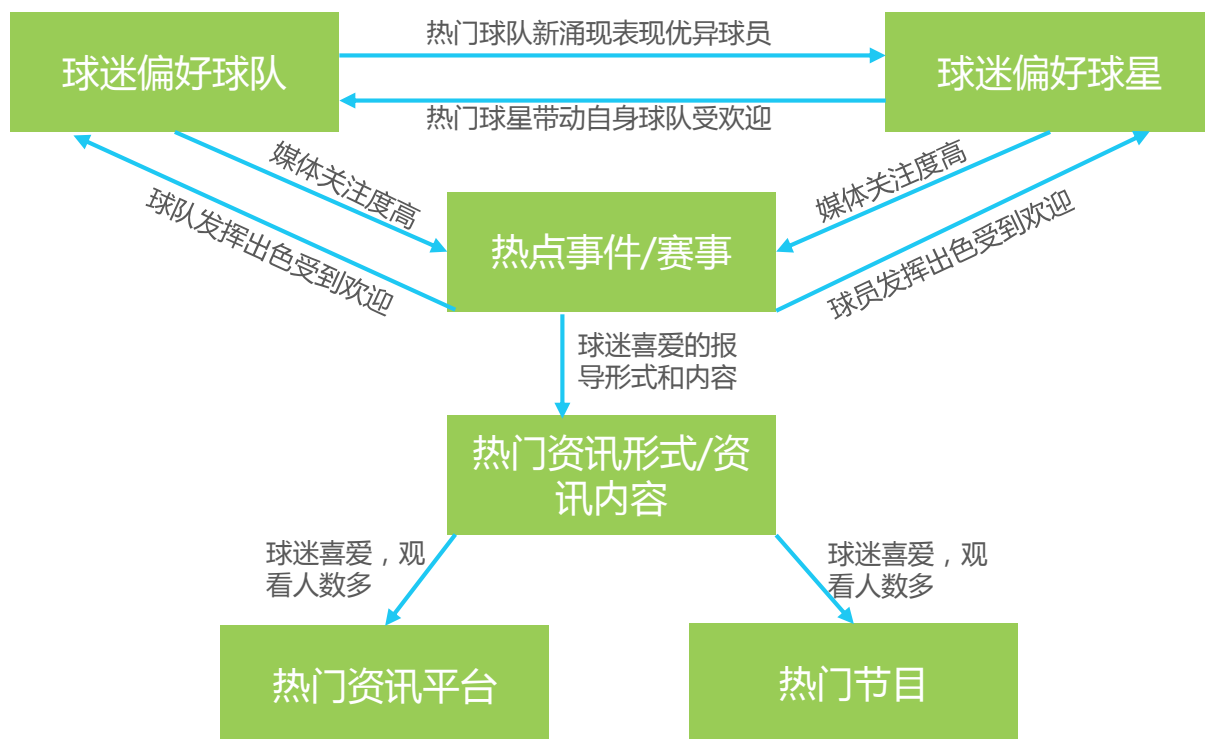 热门球队新涌现表现优异球员
球迷偏好球队
球迷偏好球星
热门球星带动自身球队受欢迎
媒体关注度高
媒体关注度高
球队发挥出色受到欢迎
球员发挥出色受到欢迎
热点事件/赛事
球迷喜爱的报
导形式和内容
热门资讯形式/资
讯内容
球迷喜爱，观
看人数多
球迷喜爱，观
看人数多
热门资讯平台
热门节目